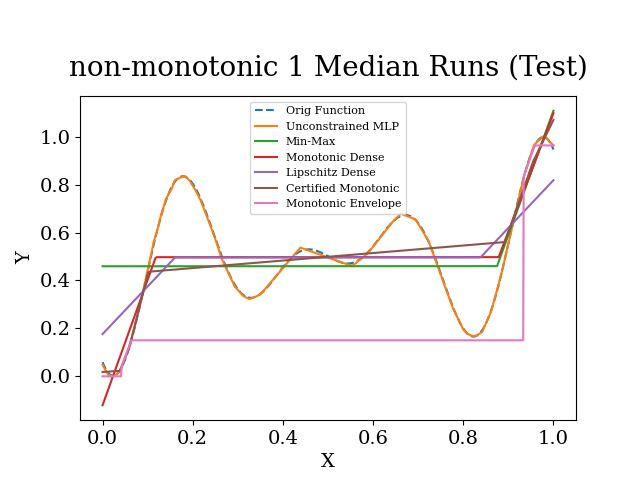 non-monotonic 1 Median Runs (Test)
Orig Function
Unconstrained MLP
Min-Max
Monotonic Dense
Lipschitz Dense
Certified Monotonic
Monotonic Envelope
Y
1.0
0.8
0.6
0.4
0.2
0.0
0.0 0.2 0.4 0.6 0.8 1.0
X